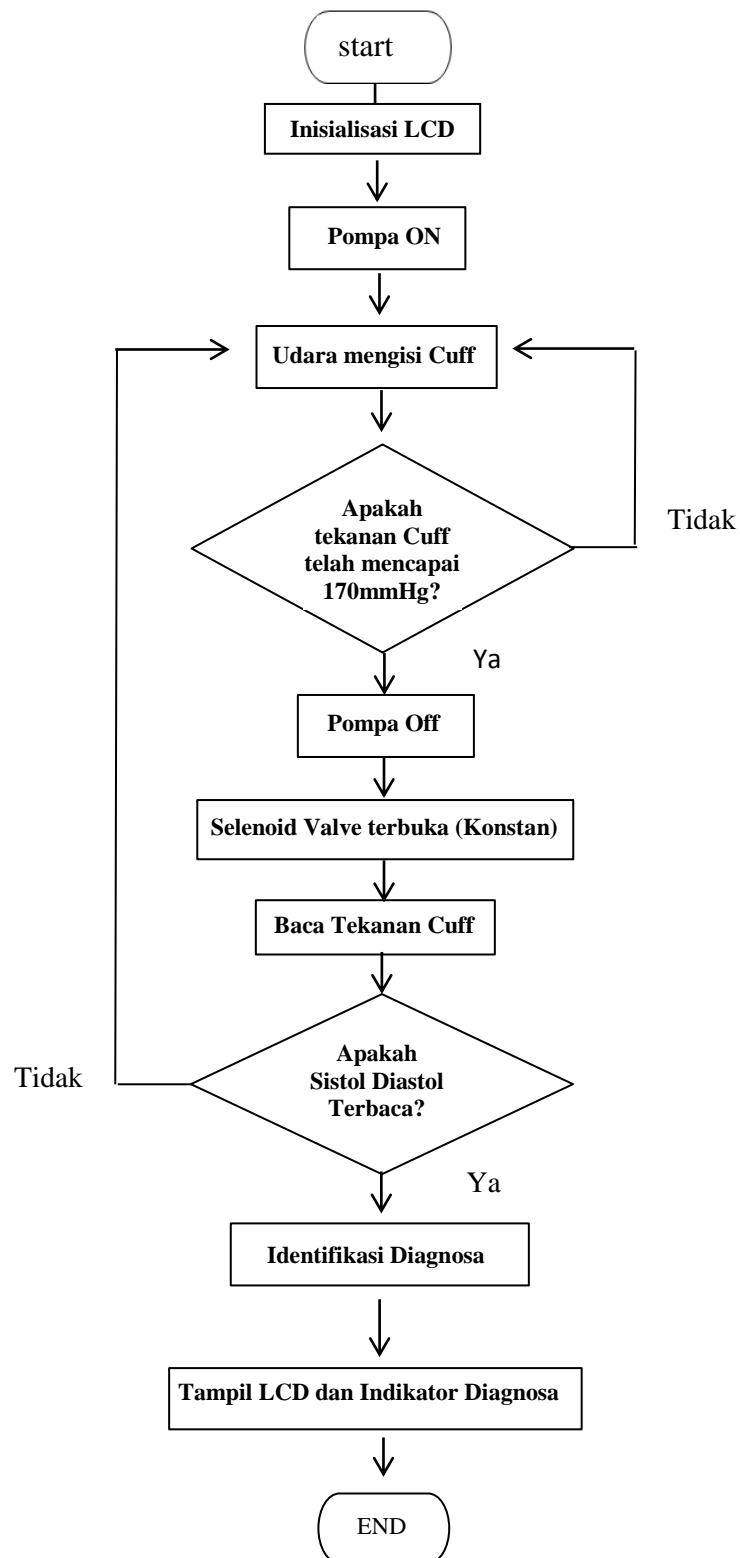 start
Inisialisasi LCD
Pompa ON
Udara mengisi Cuff
Apakah
tekanan Cuff
telah mencapai
170mmHg?
Tidak
Ya
Pompa Off
Selenoid Valve terbuka (Konstan)
Baca Tekanan Cuff
Apakah
Sistol Diastol
Terbaca?
Tidak
Ya
Identifikasi Diagnosa
Tampil LCD dan Indikator Diagnosa
END